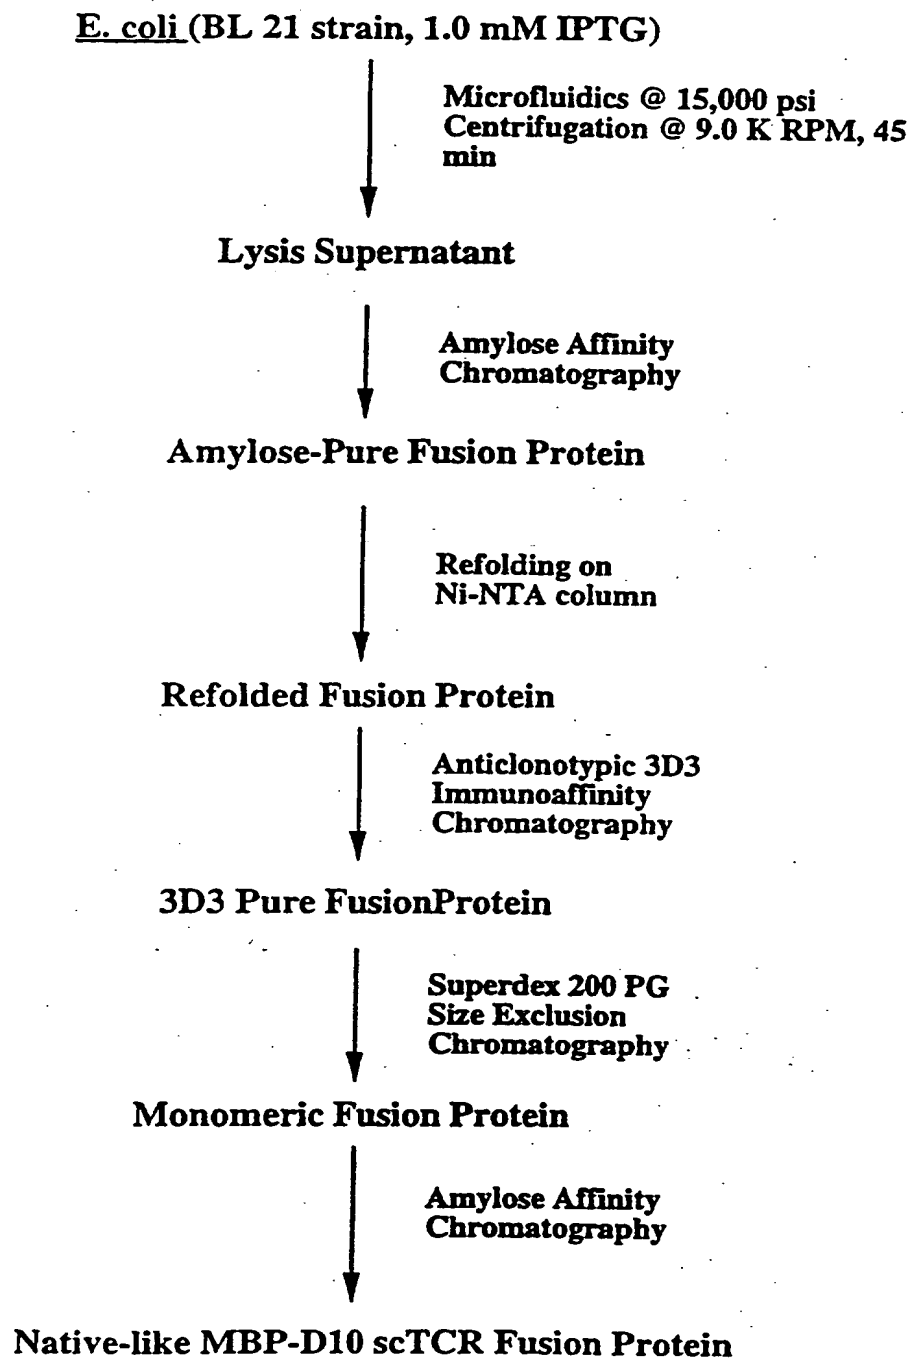 E. coli (BL 21 strain, 1.0 mM IPTG)
Microfluidics @ 15,000 psi
Centrifugation @ 9.0 K RPM, 45
min
Lysis Supernatant
Amylose Affinity
Chromatography
Amylose-Pure Fusion Protein
Refolding on
Ni-NTA column
Refolded Fusion Protein
Anticlonotypic 3D3
Immunoaffinity
Chromatography
3D3 Pure FusionProtein
Superdex 200 PG
Size Exclusion
Chromatography
Monomeric Fusion Protein
Amylose Affinity
Chromatography
Native-like MBP-D10 scTCR Fusion Protein